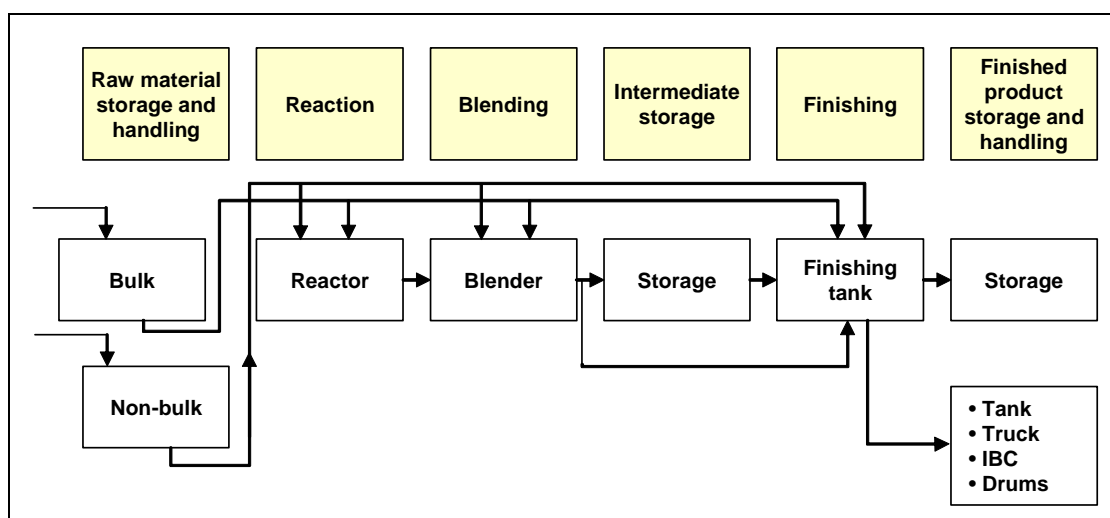 Raw material
storage and
handling
Reaction
Blending
Intermediate
storage
Finishing
Finished
product
storage and
handling
Bulk
Reactor
Blender
Storage
Finishing
tank
Storage
Non-bulk
• Tank
• Truck
• IBC
• Drums